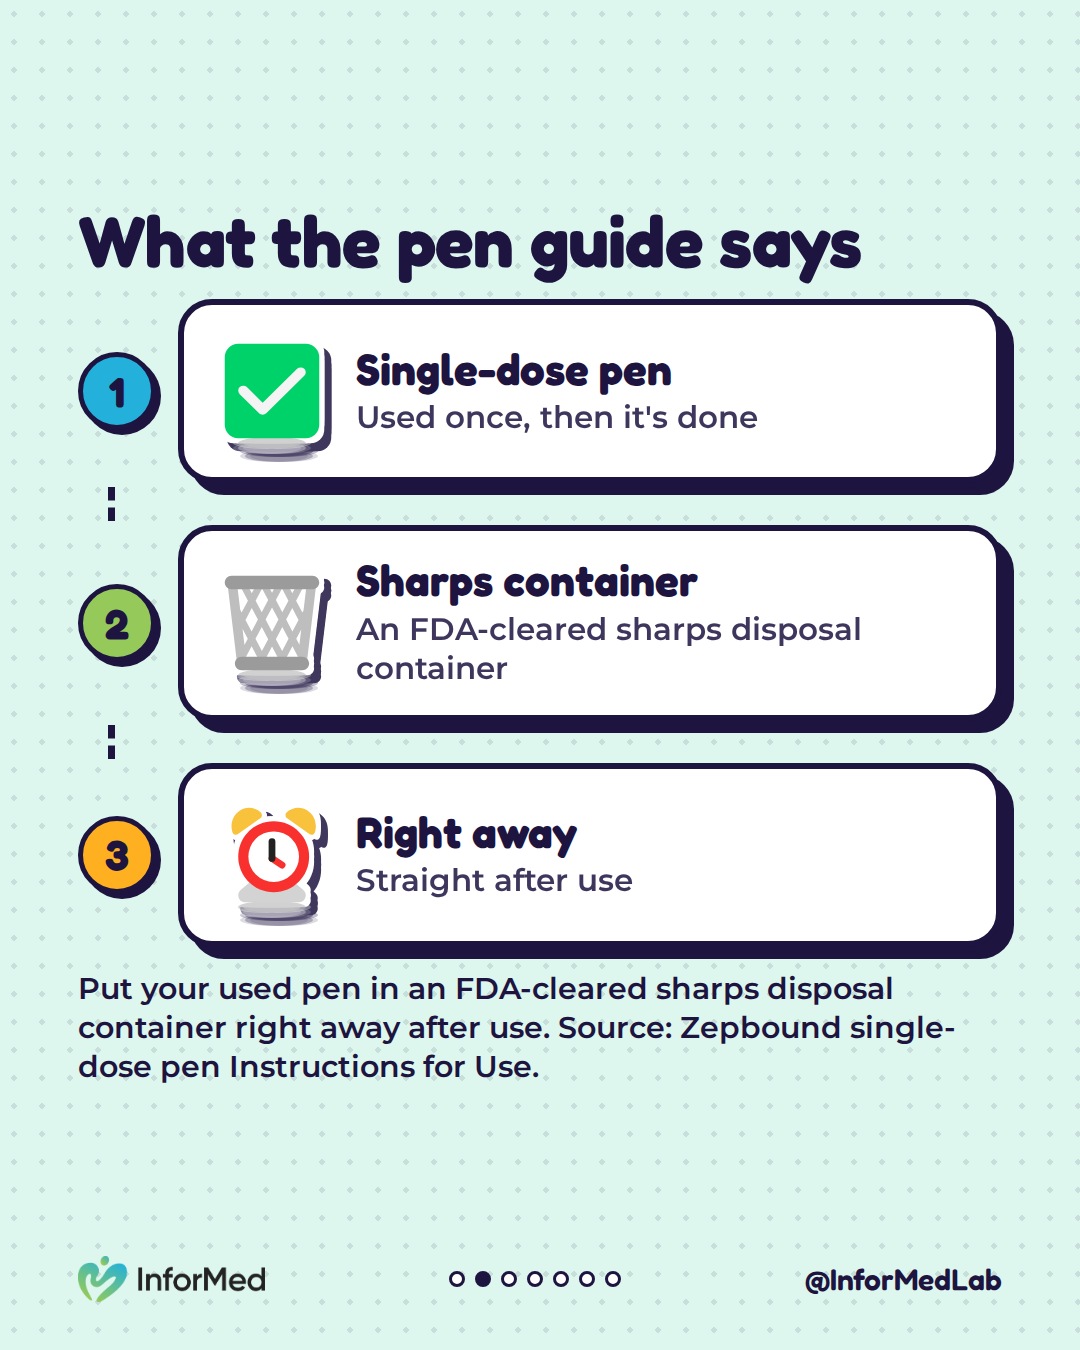 What the pen guide says
1
Single-dose pen
Used once, then it's done
2
Sharps container
An FDA-cleared sharps disposal
container
3
Right away
Straight after use
Put your used pen in an FDA-cleared sharps disposal
container right away after use. Source: Zepbound single-
dose pen Instructions for Use.
InforMed
@InforMedLab